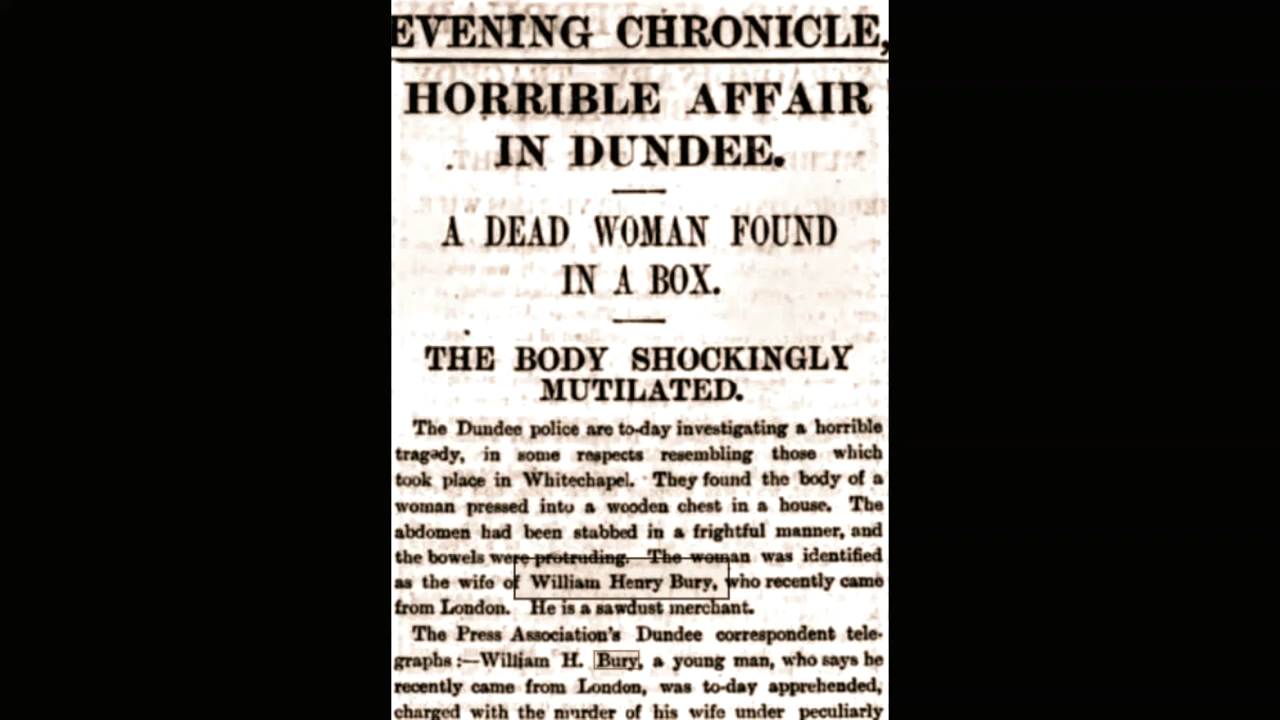 EVENING CHRONICLE,
HORRIBLE AFFAIR
IN DUNDEE.
A DEAD WOMAN FOUND
IN A BOX.
THE BODY SHOCKINGLY
MUTILATED.
The Dundee police are to-day investigating a horrible
tragedy, in some respects resembling those which
took place in Whitechapel. They found the body of a
woman pressed into a wooden chest in a house. The
abdomen had been stabbed in a frightful manner, and
the bowels were protruding. The woman was identified
as the wife of William Henry Bury, who recently came
from London. He is a sawdust merchant.
The Press Association's Dundee correspondent tele-
graphs :—William H. Bury, a young man, who says he
recently came from London, was to-day apprehended,
charged with the murder of his wife under peculiarly